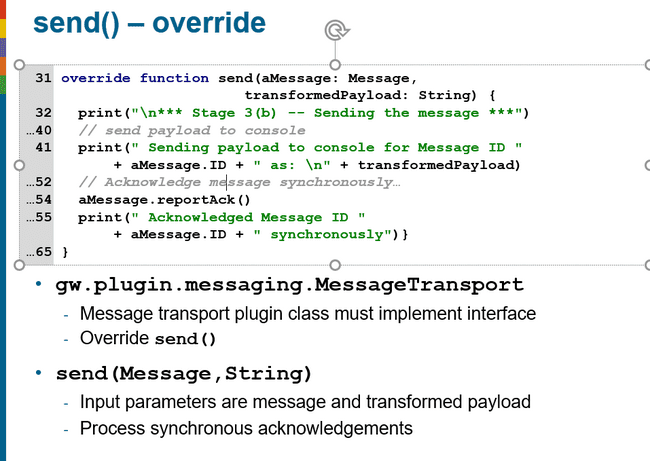 send() – override
31 override function send(aMessage: Message,
transformedPayload: String) {
32 print("\n*** Stage 3(b) -- Sending the message ***")
…40 // send payload to console
41 print(" Sending payload to console for Message ID "
+ aMessage.ID + " as: \n" + transformedPayload)
…52 // Acknowledge message synchronously…
…54 aMessage.reportAck()
…55 print(" Acknowledged Message ID "
+ aMessage.ID + " synchronously")}
…65 }
• gw.plugin.messaging.MessageTransport
- Message transport plugin class must implement interface
- Override send()
• send(Message,String)
- Input parameters are message and transformed payload
- Process synchronous acknowledgements